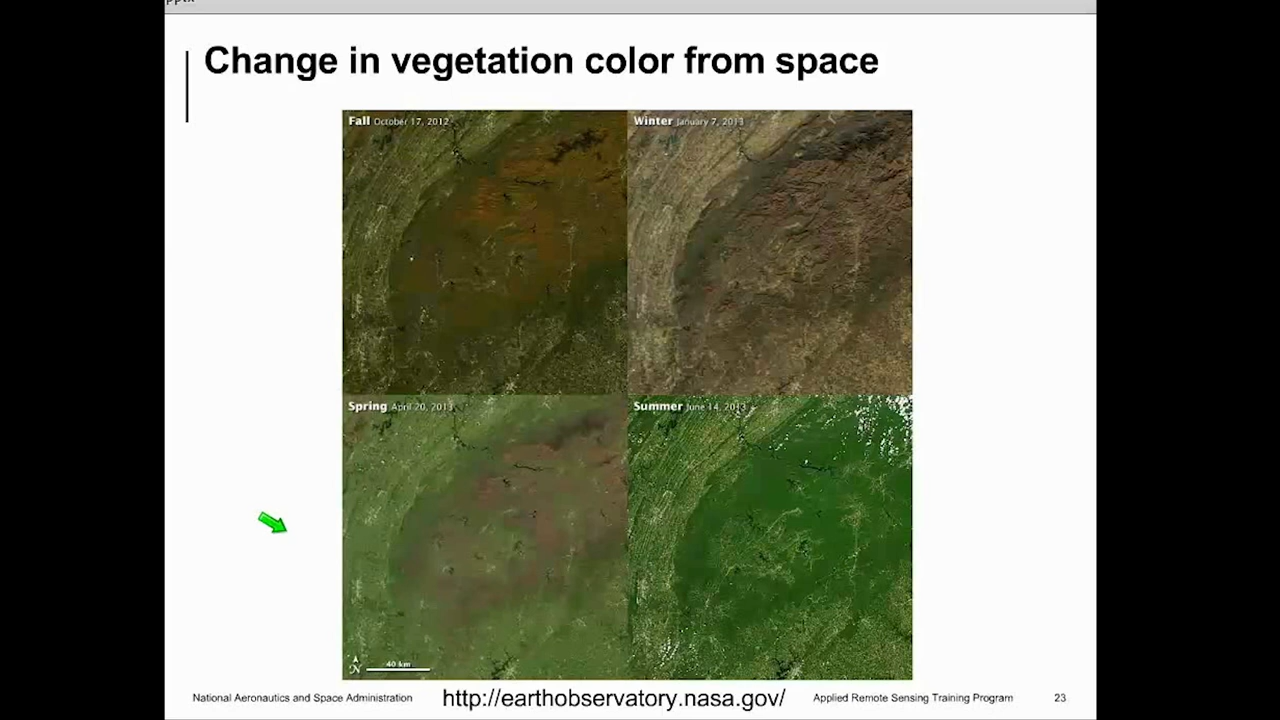 pptx
Change in vegetation color from space
Fall October 17, 2012
Winter January 7, 2013
Spring April 20, 2013
Summer June 14, 2013
N
40 km
National Aeronautics and Space Administration
http://earthobservatory.nasa.gov/
Applied Remote Sensing Training Program
23